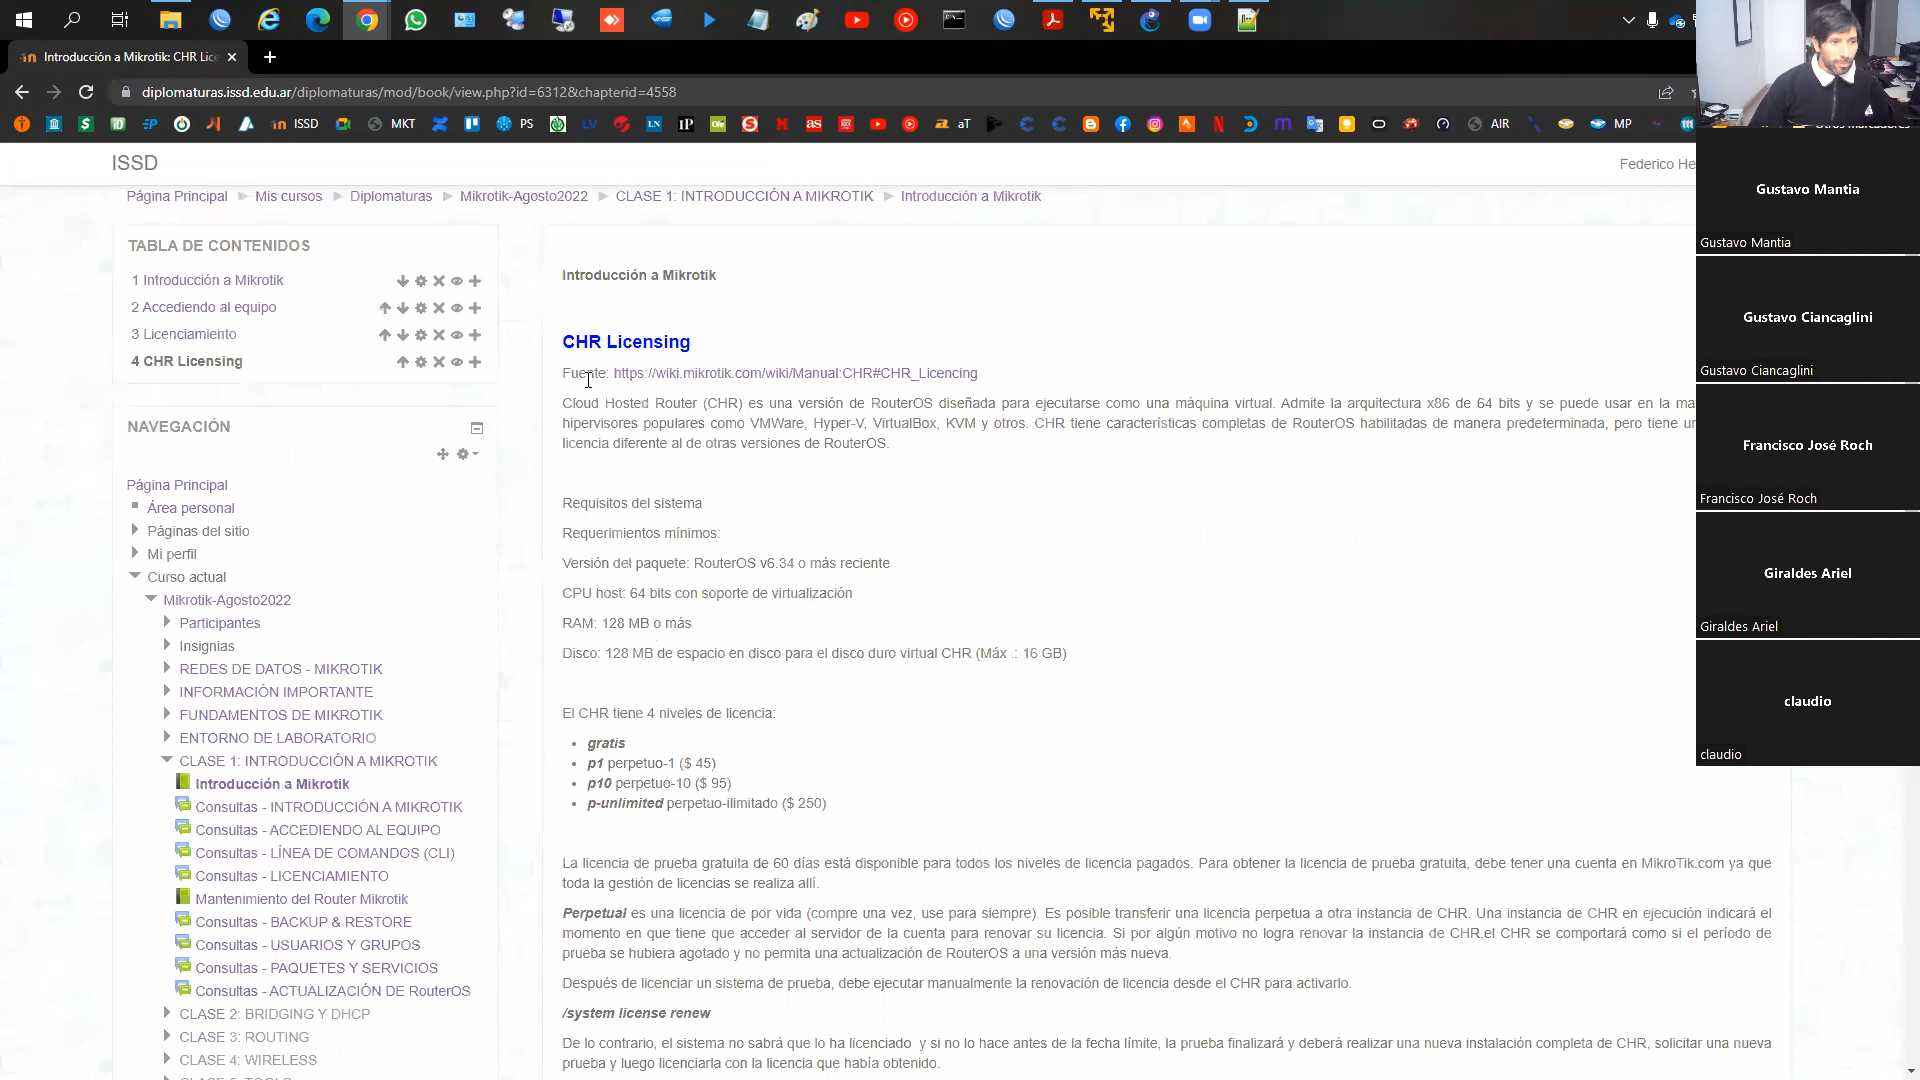 Introducción a Mikrotik: CHR Lice
diplomaturas.issd.edu.ar/diplomaturas/mod/book/view.php?id=6312&chapterid=4558
ISSD
MKT
PS
aT
AIR
MP
ISSD
Federico He
Página Principal
Mis cursos
Diplomaturas
Mikrotik-Agosto2022
CLASE 1: INTRODUCCIÓN A MIKROTIK
Introducción a Mikrotik
TABLA DE CONTENIDOS
1 Introducción a Mikrotik
2 Accediendo al equipo
3 Licenciamiento
4 CHR Licensing
NAVEGACIÓN
Página Principal
Área personal
Páginas del sitio
Mi perfil
Curso actual
Mikrotik-Agosto2022
Participantes
Insignias
REDES DE DATOS - MIKROTIK
INFORMACIÓN IMPORTANTE
FUNDAMENTOS DE MIKROTIK
ENTORNO DE LABORATORIO
CLASE 1: INTRODUCCIÓN A MIKROTIK
Introducción a Mikrotik
Consultas - INTRODUCCIÓN A MIKROTIK
Consultas - ACCEDIENDO AL EQUIPO
Consultas - LÍNEA DE COMANDOS (CLI)
Consultas - LICENCIAMIENTO
Mantenimiento del Router Mikrotik
Consultas - BACKUP & RESTORE
Consultas - USUARIOS Y GRUPOS
Consultas - PAQUETES Y SERVICIOS
Consultas - ACTUALIZACIÓN DE RouterOS
CLASE 2: BRIDGING Y DHCP
CLASE 3: ROUTING
CLASE 4: WIRELESS
Introducción a Mikrotik
CHR Licensing
Fuente: https://wiki.mikrotik.com/wiki/Manual:CHR#CHR_Licencing
Cloud Hosted Router (CHR) es una versión de RouterOS diseñada para ejecutarse como una máquina virtual. Admite la arquitectura x86 de 64 bits y se puede usar en la ma
hipervisores populares como VMWare, Hyper-V, VirtualBox, KVM y otros. CHR tiene características completas de RouterOS habilitadas de manera predeterminada, pero tiene un
licencia diferente al de otras versiones de RouterOS.
Requisitos del sistema
Requerimientos mínimos:
Versión del paquete: RouterOS v6.34 o más reciente
CPU host: 64 bits con soporte de virtualización
RAM: 128 MB o más
Disco: 128 MB de espacio en disco para el disco duro virtual CHR (Máx .: 16 GB)
El CHR tiene 4 niveles de licencia:
gratis
p1 perpetuo-1 ($ 45)
p10 perpetuo-10 ($ 95)
p-unlimited perpetuo-ilimitado ($ 250)
La licencia de prueba gratuita de 60 días está disponible para todos los niveles de licencia pagados. Para obtener la licencia de prueba gratuita, debe tener una cuenta en MikroTik.com ya que
toda la gestión de licencias se realiza allí.
Perpetual es una licencia de por vida (compre una vez, use para siempre). Es posible transferir una licencia perpetua a otra instancia de CHR. Una instancia de CHR en ejecución indicará el
momento en que tiene que acceder al servidor de la cuenta para renovar su licencia. Si por algún motivo no logra renovar la instancia de CHR,el CHR se comportará como si el período de
prueba se hubiera agotado y no permita una actualización de RouterOS a una versión más nueva.
Después de licenciar un sistema de prueba, debe ejecutar manualmente la renovación de licencia desde el CHR para activarlo.
/system license renew
De lo contrario, el sistema no sabrá que lo ha licenciado y si no lo hace antes de la fecha límite, la prueba finalizará y deberá realizar una nueva instalación completa de CHR, solicitar una nueva
prueba y luego licenciarla con la licencia que había obtenido.
Gustavo Mantia
Gustavo Mantia
Gustavo Ciancaglini
Gustavo Ciancaglini
Francisco José Roch
Francisco José Roch
Giraldes Ariel
Giraldes Ariel
claudio
claudio